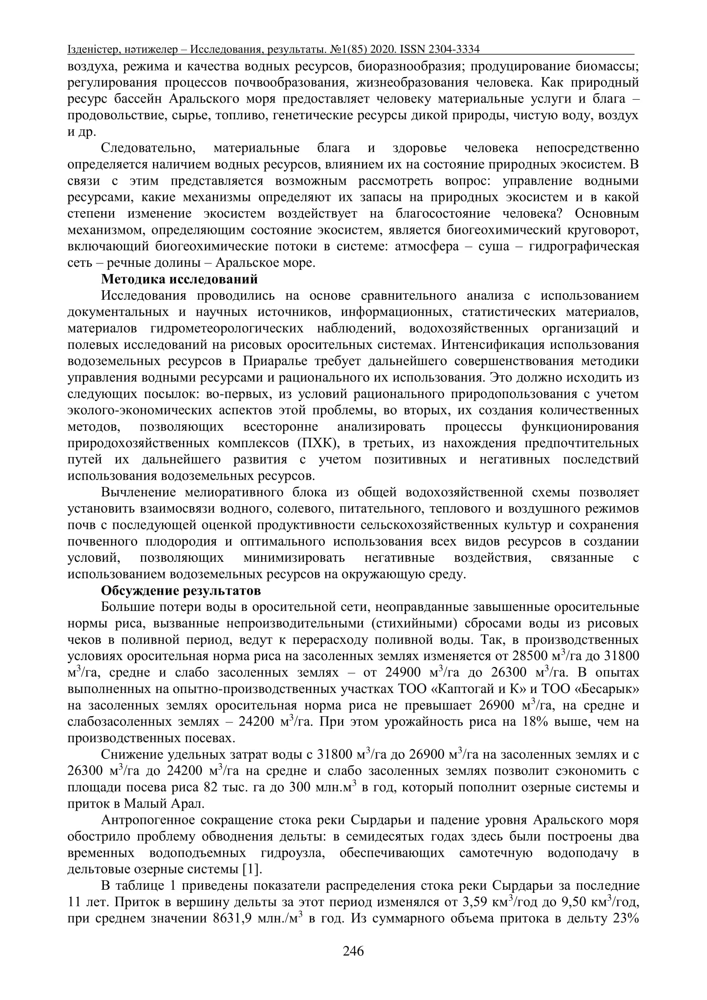 Ізденістер, нәтижелер – Исследования, результаты. №1(85) 2020. ISSN 2304-3334
воздуха, режима и качества водных ресурсов, биоразнообразия; продуцирование биомассы;
регулирования процессов почвообразования, жизнеобразования человека. Как природный
ресурс бассейн Аральского моря предоставляет человеку материальные услуги и блага –
продовольствие, сырье, топливо, генетические ресурсы дикой природы, чистую воду, воздух
и др.
Следовательно, материальные блага и здоровье человека непосредственно
определяется наличием водных ресурсов, влиянием их на состояние природных экосистем. В
связи с этим представляется возможным рассмотреть вопрос: управление водными
ресурсами, какие механизмы определяют их запасы на природных экосистем и в какой
степени изменение экосистем воздействует на благосостояние человека? Основным
механизмом, определяющим состояние экосистем, является биогеохимический круговорот,
включающий биогеохимические потоки в системе: атмосфера – суша – гидрографическая
сеть – речные долины – Аральское море.
Методика исследований
Исследования проводились на основе сравнительного анализа с использованием
документальных и научных источников, информационных, статистических материалов,
материалов гидрометеорологических наблюдений, водохозяйственных организаций и
полевых исследований на рисовых оросительных системах. Интенсификация использования
водоземельных ресурсов в Приаралье требует дальнейшего совершенствования методики
управления водными ресурсами и рационального их использования. Это должно исходить из
следующих посылок: во-первых, из условий рационального природопользования с учетом
эколого-экономических аспектов этой проблемы, во вторых, их создания количественных
методов, позволяющих всесторонне анализировать процессы функционирования
природохозяйственных комплексов (ПХК), в третьих, из нахождения предпочтительных
путей их дальнейшего развития с учетом позитивных и негативных последствий
использования водоземельных ресурсов.
Вычленение мелиоративного блока из общей водохозяйственной схемы позволяет
установить взаимосвязи водного, солевого, питательного, теплового и воздушного режимов
почв с последующей оценкой продуктивности сельскохозяйственных культур и сохранения
почвенного плодородия и оптимального использования всех видов ресурсов в создании
условий, позволяющих минимизировать негативные воздействия, связанные с
использованием водоземельных ресурсов на окружающую среду.
Обсуждение результатов
Большие потери воды в оросительной сети, неоправданные завышенные оросительные
нормы риса, вызванные непроизводительными (стихийными) сбросами воды из рисовых
чеков в поливной период, ведут к перерасходу поливной воды. Так, в производственных
условиях оросительная норма риса на засоленных землях изменяется от 28500 м³/га до 31800
м³/га, средне и слабо засоленных землях – от 24900 м³/га до 26300 м³/га. В опытах
выполненных на опытно-производственных участках ТОО «Каптогай и К» и ТОО «Бесарык»
на засоленных землях оросительная норма риса не превышает 26900 м³/га, на средне и
слабозасоленных землях – 24200 м³/га. При этом урожайность риса на 18% выше, чем на
производственных посевах.
Снижение удельных затрат воды с 31800 м³/га до 26900 м³/га на засоленных землях и с
26300 м³/га до 24200 м³/га на средне и слабо засоленных землях позволит сэкономить с
площади посева риса 82 тыс. га до 300 млн.м³ в год, который пополнит озерные системы и
приток в Малый Арал.
Антропогенное сокращение стока реки Сырдарьи и падение уровня Аральского моря
обострило проблему обводнения дельты: в семидесятых годах здесь были построены два
временных водоподъемных гидроузла, обеспечивающих самотечную водоподачу в
дельтовые озерные системы [1].
В таблице 1 приведены показатели распределения стока реки Сырдарьи за последние
11 лет. Приток в вершину дельты за этот период изменялся от 3,59 км³/год до 9,50 км³/год,
при среднем значении 8631,9 млн./м³ в год. Из суммарного объема притока в дельту 23%
246